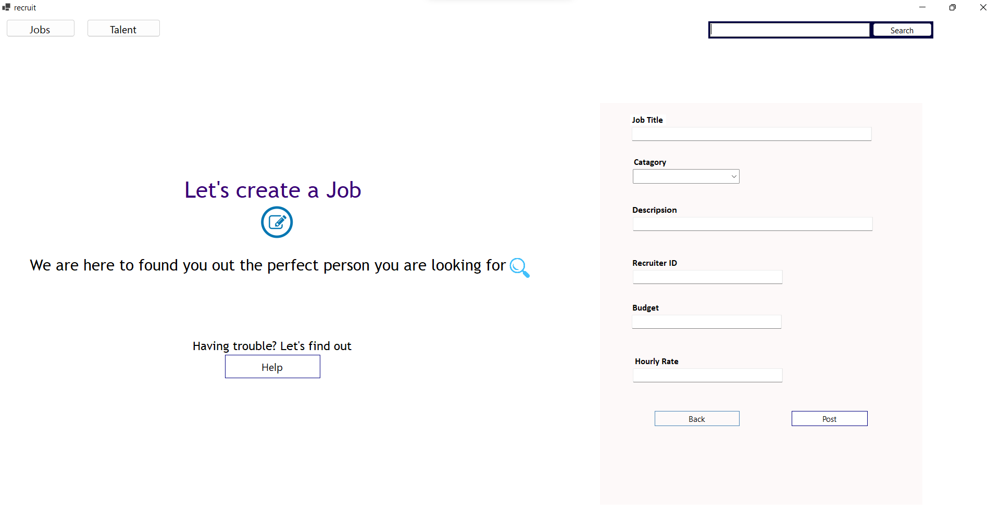 recruit
Jobs
Talent
Search
Let's create a Job
We are here to found you out the perfect person you are looking for
Having trouble? Let's find out
Help
Job Title
Catagory
Descripsion
Recruiter ID
Budget
Hourly Rate
Back
Post